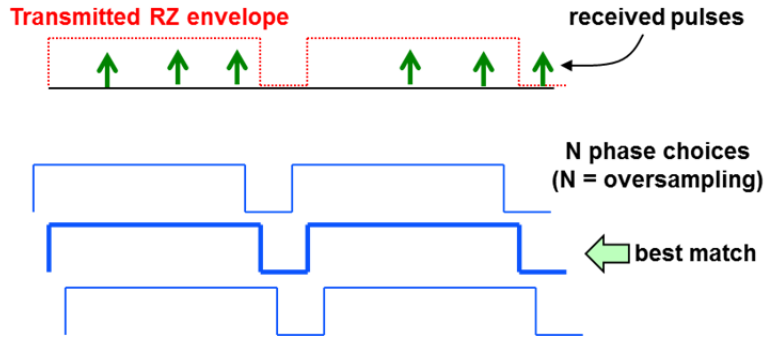 Transmitted RZ envelope
received pulses
N phase choices
(N = oversampling)
best match